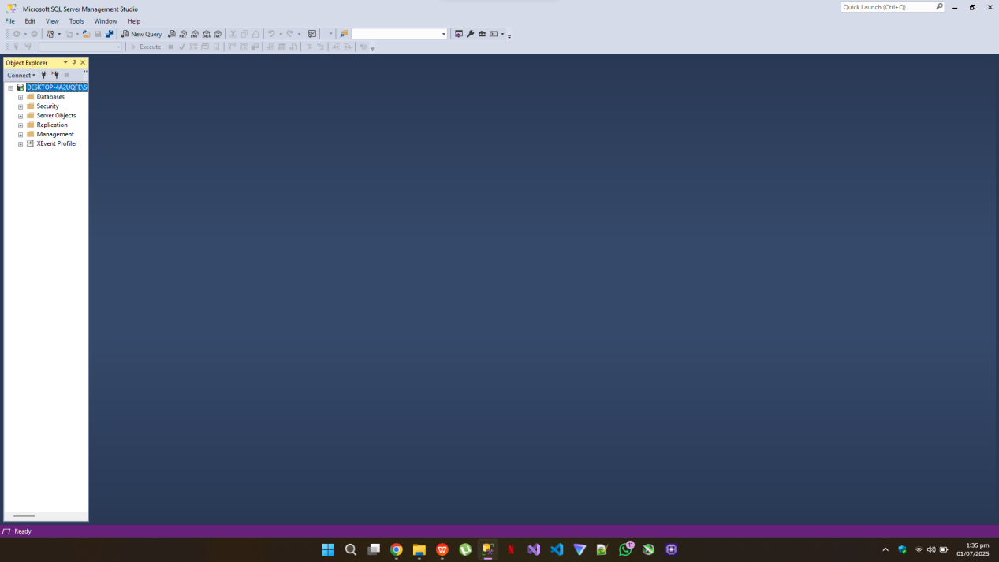 Microsoft SQL Server Management Studio
Quick Launch (Ctrl+Q)
File Edit View Tools Window Help
New Query
Execute
Object Explorer
Connect
DESKTOP-4A2UQFE\S
Databases
Security
Server Objects
Replication
Management
XEvent Profiler
Ready
11
1:35 pm
01/07/2025